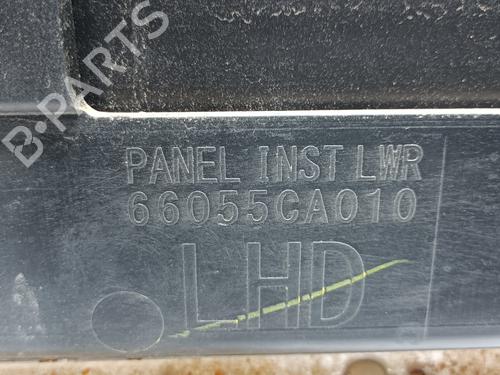 B-PARTS
PANEL INST LWR
66055CA010
LHD